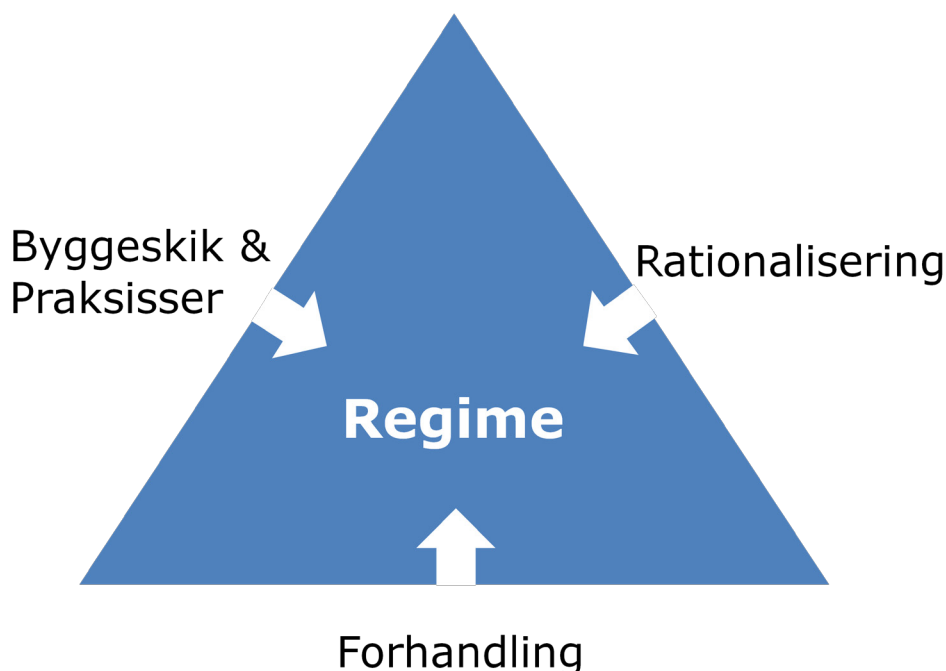 Byggeskik &
Praksisser
Rationalisering
Regime
Forhandling